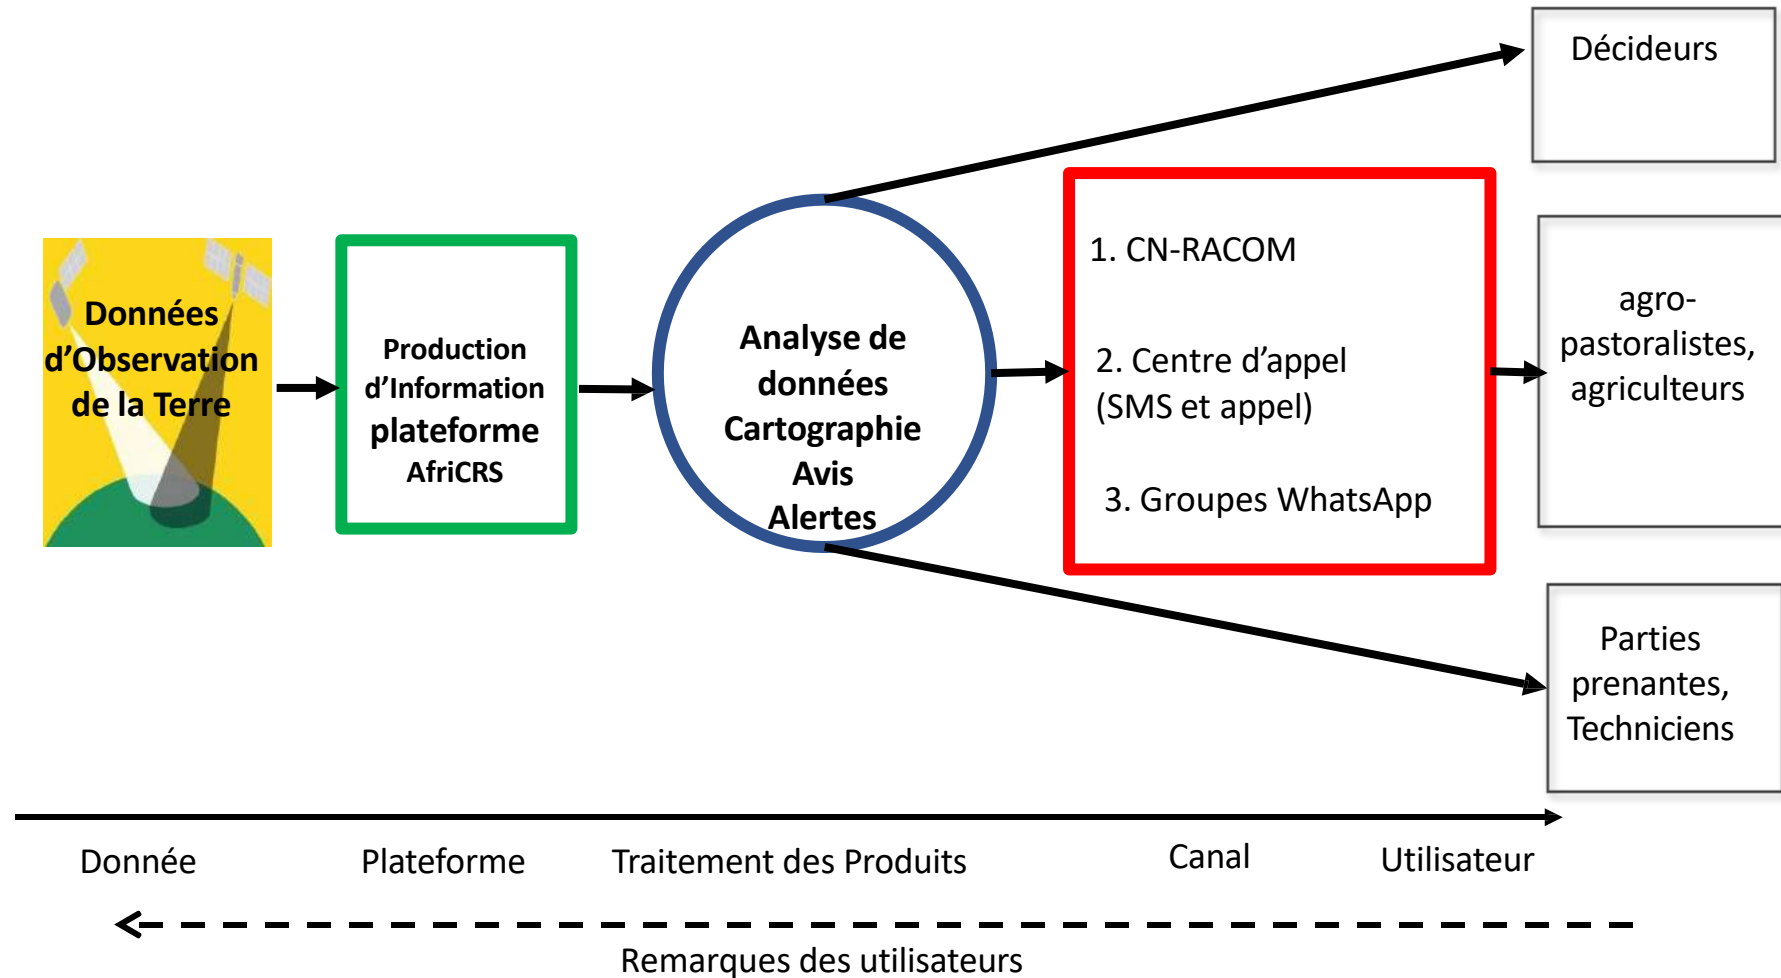 Décideurs
Données
d’Observation
de la Terre
Production
d’Information
plateforme
AfriCRS
Analyse de
données
Cartographie
Avis
Alertes
1. CN-RACOM
2. Centre d’appel
(SMS et appel)
3. Groupes WhatsApp
agro-
pastoralistes,
agriculteurs
Parties
prenantes,
Techniciens
Donnée
Plateforme
Traitement des Produits
Canal
Utilisateur
Remarques des utilisateurs